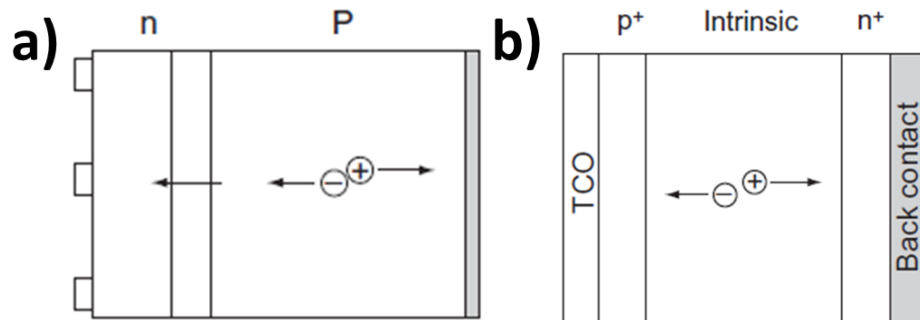 a)
n
P
b)
p+
Intrinsic
n+
TCO
Back contact
− +
− +